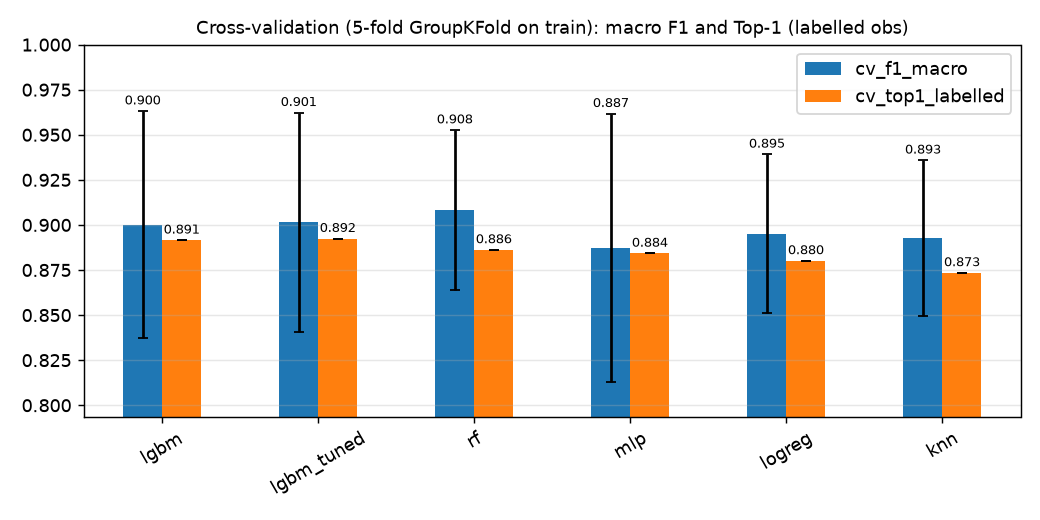 Cross-validation (5-fold GroupKFold on train): macro F1 and Top-1 (labelled obs)
1.000
0.975
0.950
0.925
0.900
0.875
0.850
0.825
0.800
cv_f1_macro
cv_top1_labelled
0.900
0.891
0.901
0.892
0.908
0.886
0.887
0.884
0.895
0.880
0.893
0.873
lgbm
lgbm_tuned
rf
mlp
logreg
knn